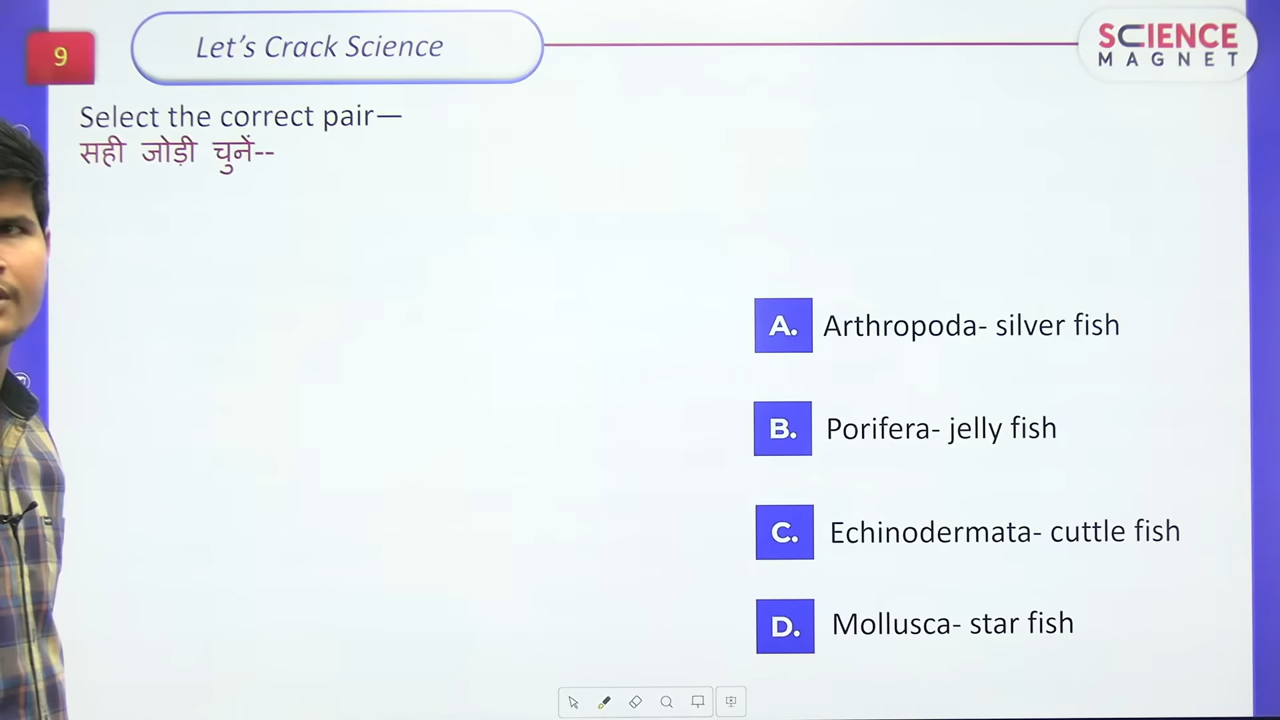 9
Let's Crack Science
SCIENCE
MAGNET
Select the correct pair—
सही जोड़ी चुनें--
A. Arthropoda- silver fish
B. Porifera- jelly fish
C. Echinodermata- cuttle fish
D. Mollusca- star fish